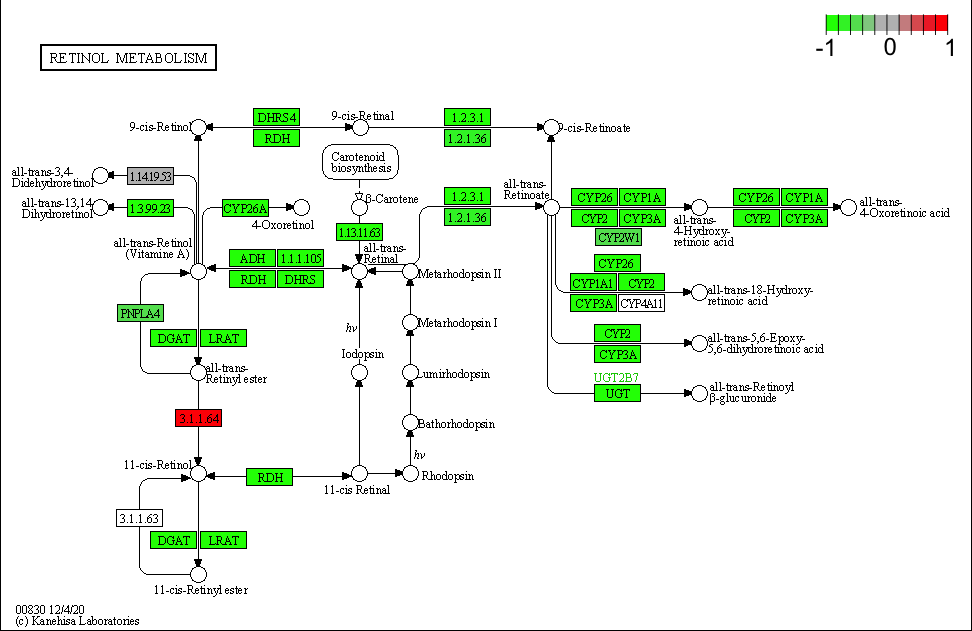 -1 0 1
RETINOL METABOLISM
9-cis-Retinol
DHRS4
RDH
9-cis-Retinal
1.2.3.1
1.2.1.36
9-cis-Retinoate
Carotenoid
biosynthesis
all-trans-3,4-
Didehydroretinol
1.14.19.53
all-trans-13,14
Dihydroretinol
1.3.99.23
CYP26A
4-Oxoretinol
β-Carotene
1.13.11.63
all-trans-
Retinal
1.2.3.1
1.2.1.36
all-trans-
Retinoate
CYP26 CYP1A
CYP2 CYP3A
CYP2W1
all-trans-
4-Hydroxy-
retinoic acid
CYP26 CYP1A
CYP2 CYP3A
all-trans-
4-Oxoretinoic acid
all-trans-Retinol
(Vitamine A)
ADH 1.1.1.105
RDH DHRS
Metarhodopsin II
CYP26
CYP1A1 CYP2
CYP3A CYP4A11
all-trans-18-Hydroxy-
retinoic acid
PNPLA4
DGAT LRAT
hν
Iodopsin
Metarhodopsin I
CYP2
CYP3A
all-trans-5,6-Epoxy-
5,6-dihydroretinoic acid
all-trans-
Retinyl ester
Lumirhodopsin
UGT2B7
UGT
all-trans-Retinoyl
β-glucuronide
3.1.1.64
Bathorhodopsin
hν
11-cis-Retinol
RDH
11-cis Retinal
Rhodopsin
3.1.1.63
DGAT LRAT
11-cis-Retinyl ester
00830 12/4/20
(c) Kanehisa Laboratories